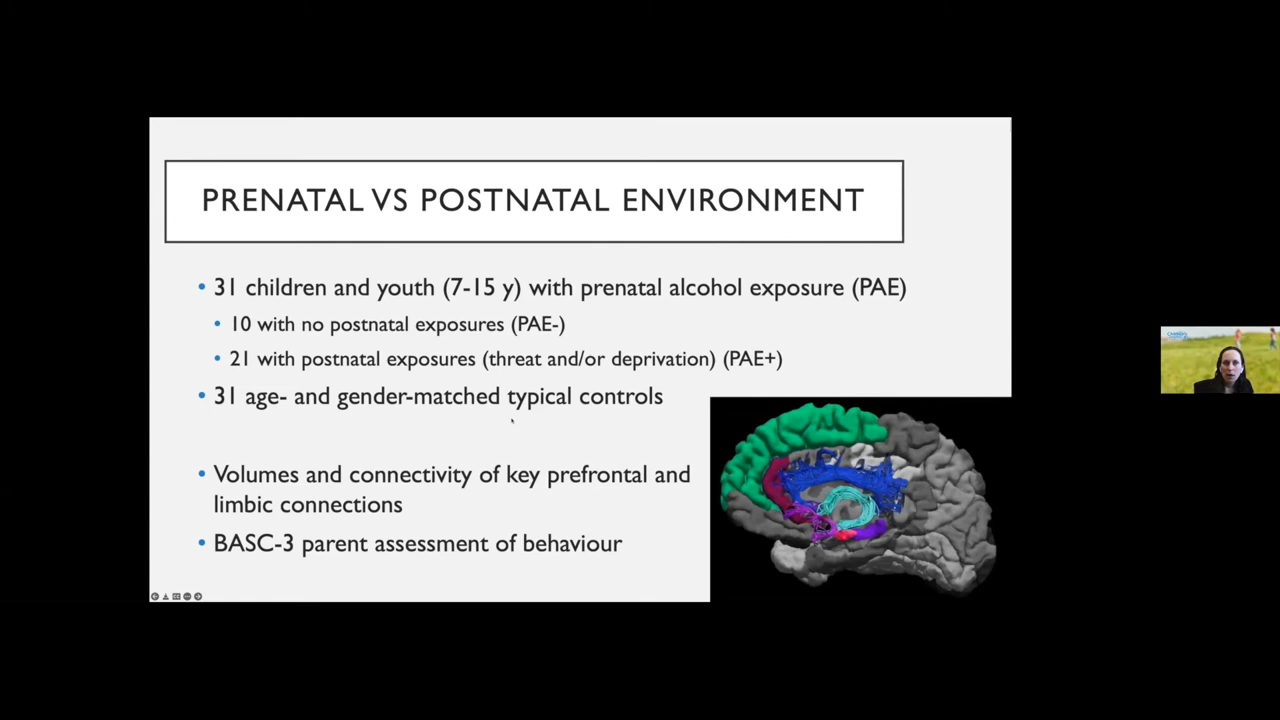 PRENATAL VS POSTNATAL ENVIRONMENT
• 31 children and youth (7-15 y) with prenatal alcohol exposure (PAE)
• 10 with no postnatal exposures (PAE-)
• 21 with postnatal exposures (threat and/or deprivation) (PAE+)
• 31 age- and gender-matched typical controls
• Volumes and connectivity of key prefrontal and
limbic connections
• BASC-3 parent assessment of behaviour